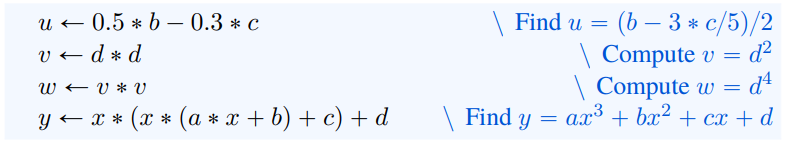 u ← 0.5 ∗ b − 0.3 ∗ c \ Find u = (b − 3 ∗ c/5)/2
v ← d ∗ d \ Compute v = d²
w ← v ∗ v \ Compute w = d⁴
y ← x ∗ (x ∗ (a ∗ x + b) + c) + d \ Find y = ax³ + bx² + cx + d